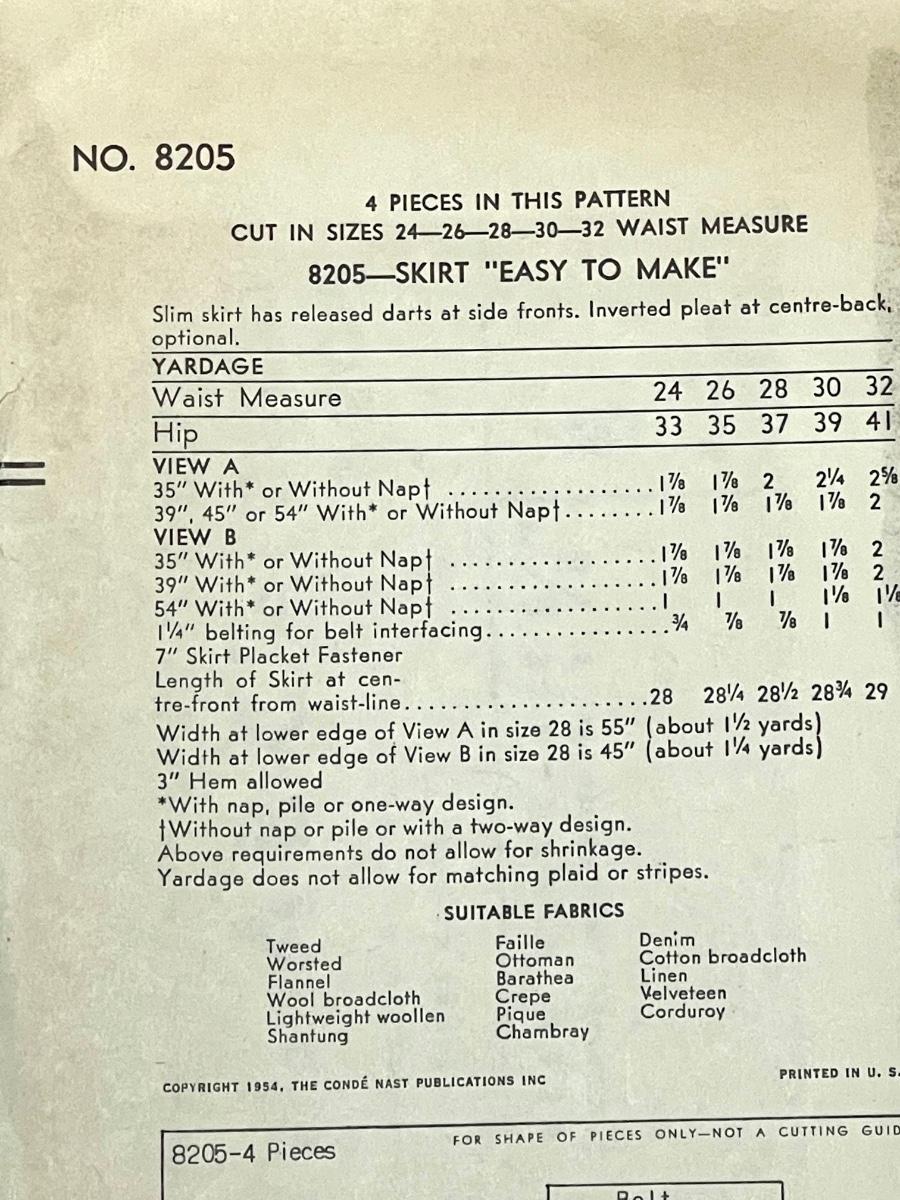 NO. 8205
4 PIECES IN THIS PATTERN
CUT IN SIZES 24—26—28—30—32 WAIST MEASURE
8205—SKIRT "EASY TO MAKE"
Slim skirt has released darts at side fronts. Inverted pleat at centre-back,
optional.
YARDAGE
Waist Measure 24 26 28 30 32
Hip 33 35 37 39 41
VIEW A
35" With* or Without Nap† .................... 1⅞ 1⅞ 2 2¼ 2⅝
39", 45" or 54" With* or Without Nap†........ 1⅞ 1⅞ 1⅞ 1⅞ 2
VIEW B
35" With* or Without Nap† .................... 1⅞ 1⅞ 1⅞ 1⅞ 2
39" With* or Without Nap† .................... 1⅞ 1⅞ 1⅞ 1⅞ 2
54" With* or Without Nap† .................... 1 1 1 1⅛ 1⅛
1¼" belting for belt interfacing.................. ¾ ⅞ ⅞ 1 1
7" Skirt Placket Fastener
Length of Skirt at cen-
tre-front from waist-line........................28 28¼ 28½ 28¾ 29
Width at lower edge of View A in size 28 is 55" (about 1½ yards)
Width at lower edge of View B in size 28 is 45" (about 1¼ yards)
3" Hem allowed
*With nap, pile or one-way design.
†Without nap or pile or with a two-way design.
Above requirements do not allow for shrinkage.
Yardage does not allow for matching plaid or stripes.
SUITABLE FABRICS
Tweed Faille Denim
Worsted Ottoman Cotton broadcloth
Flannel Barathea Linen
Wool broadcloth Crepe Velveteen
Lightweight woollen Pique Corduroy
Shantung Chambray
COPYRIGHT 1954, THE CONDÉ NAST PUBLICATIONS INC PRINTED IN U. S.
8205-4 Pieces FOR SHAPE OF PIECES ONLY—NOT A CUTTING GUID
Belt